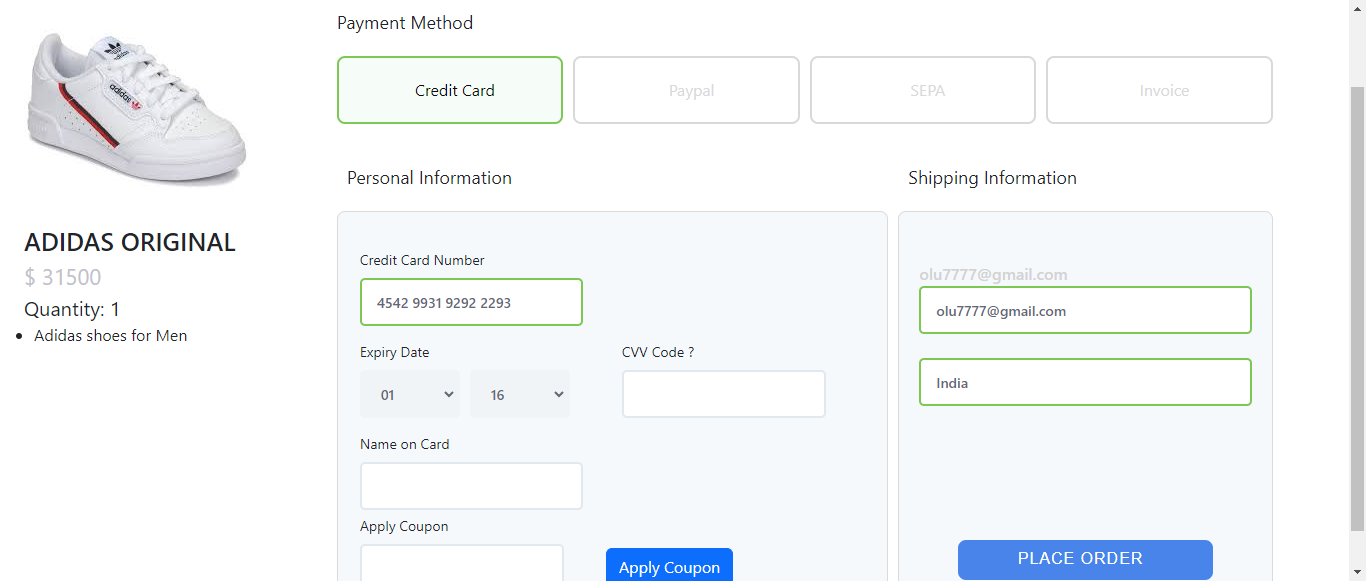 Payment Method
Credit Card
Paypal
SEPA
Invoice
adidas
adidas
ADIDAS ORIGINAL
$ 31500
Quantity: 1
Adidas shoes for Men
Personal Information
Credit Card Number
4542 9931 9292 2293
Expiry Date
CVV Code ?
01
16
Name on Card
Apply Coupon
Apply Coupon
Shipping Information
olu7777@gmail.com
olu7777@gmail.com
India
PLACE ORDER